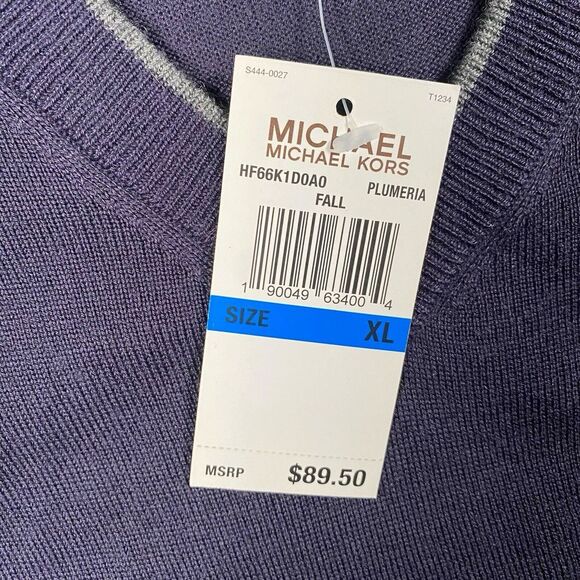 S444-0027
T1234
MICHAEL
MICHAEL KORS
HF66K1D0A0 PLUMERIA
FALL
1 90049 63400 4
SIZE XL
MSRP $89.50